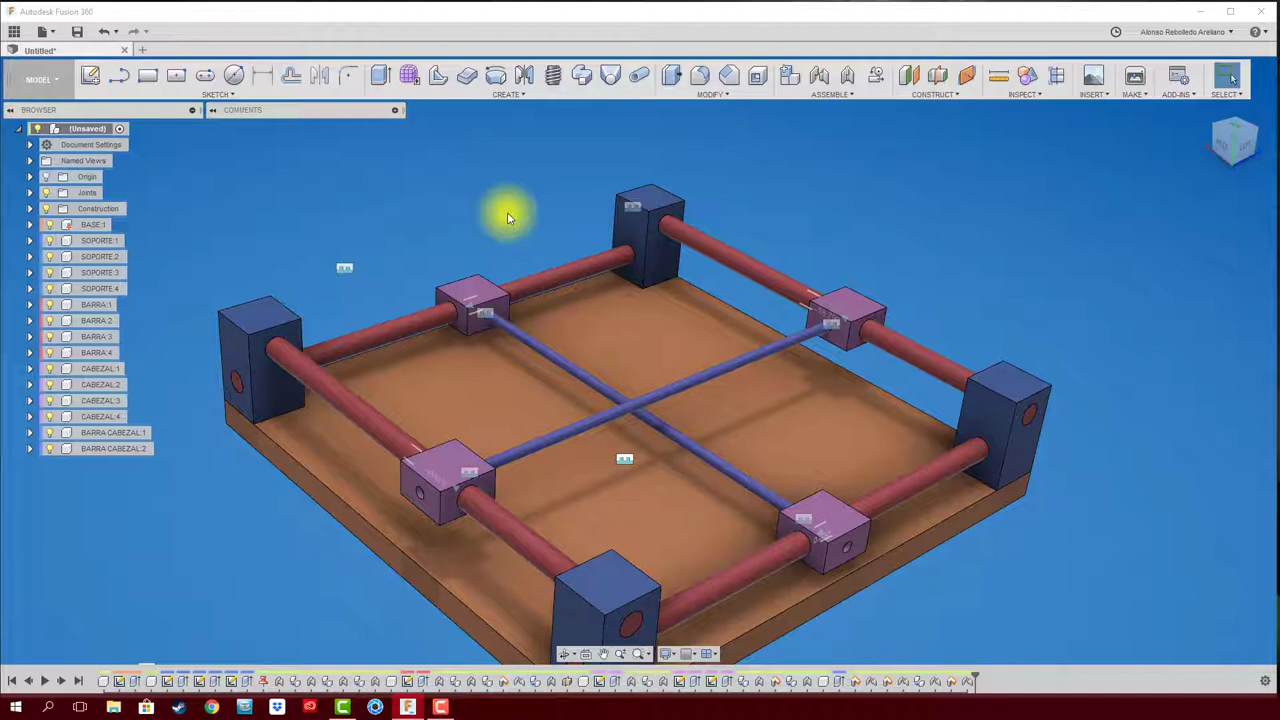 Autodesk Fusion 360
Alonso Rebolledo Arellano
Untitled*
MODEL
SKETCH
CREATE
MODIFY
ASSEMBLE
CONSTRUCT
INSPECT
INSERT
MAKE
ADD-INS
SELECT
BROWSER
COMMENTS
(Unsaved)
Document Settings
Named Views
Origin
Joints
Construction
BASE:1
SOPORTE:1
SOPORTE:2
SOPORTE:3
SOPORTE:4
BARRA:1
BARRA:2
BARRA:3
BARRA:4
CABEZAL:1
CABEZAL:2
CABEZAL:3
CABEZAL:4
BARRA CABEZAL:1
BARRA CABEZAL:2